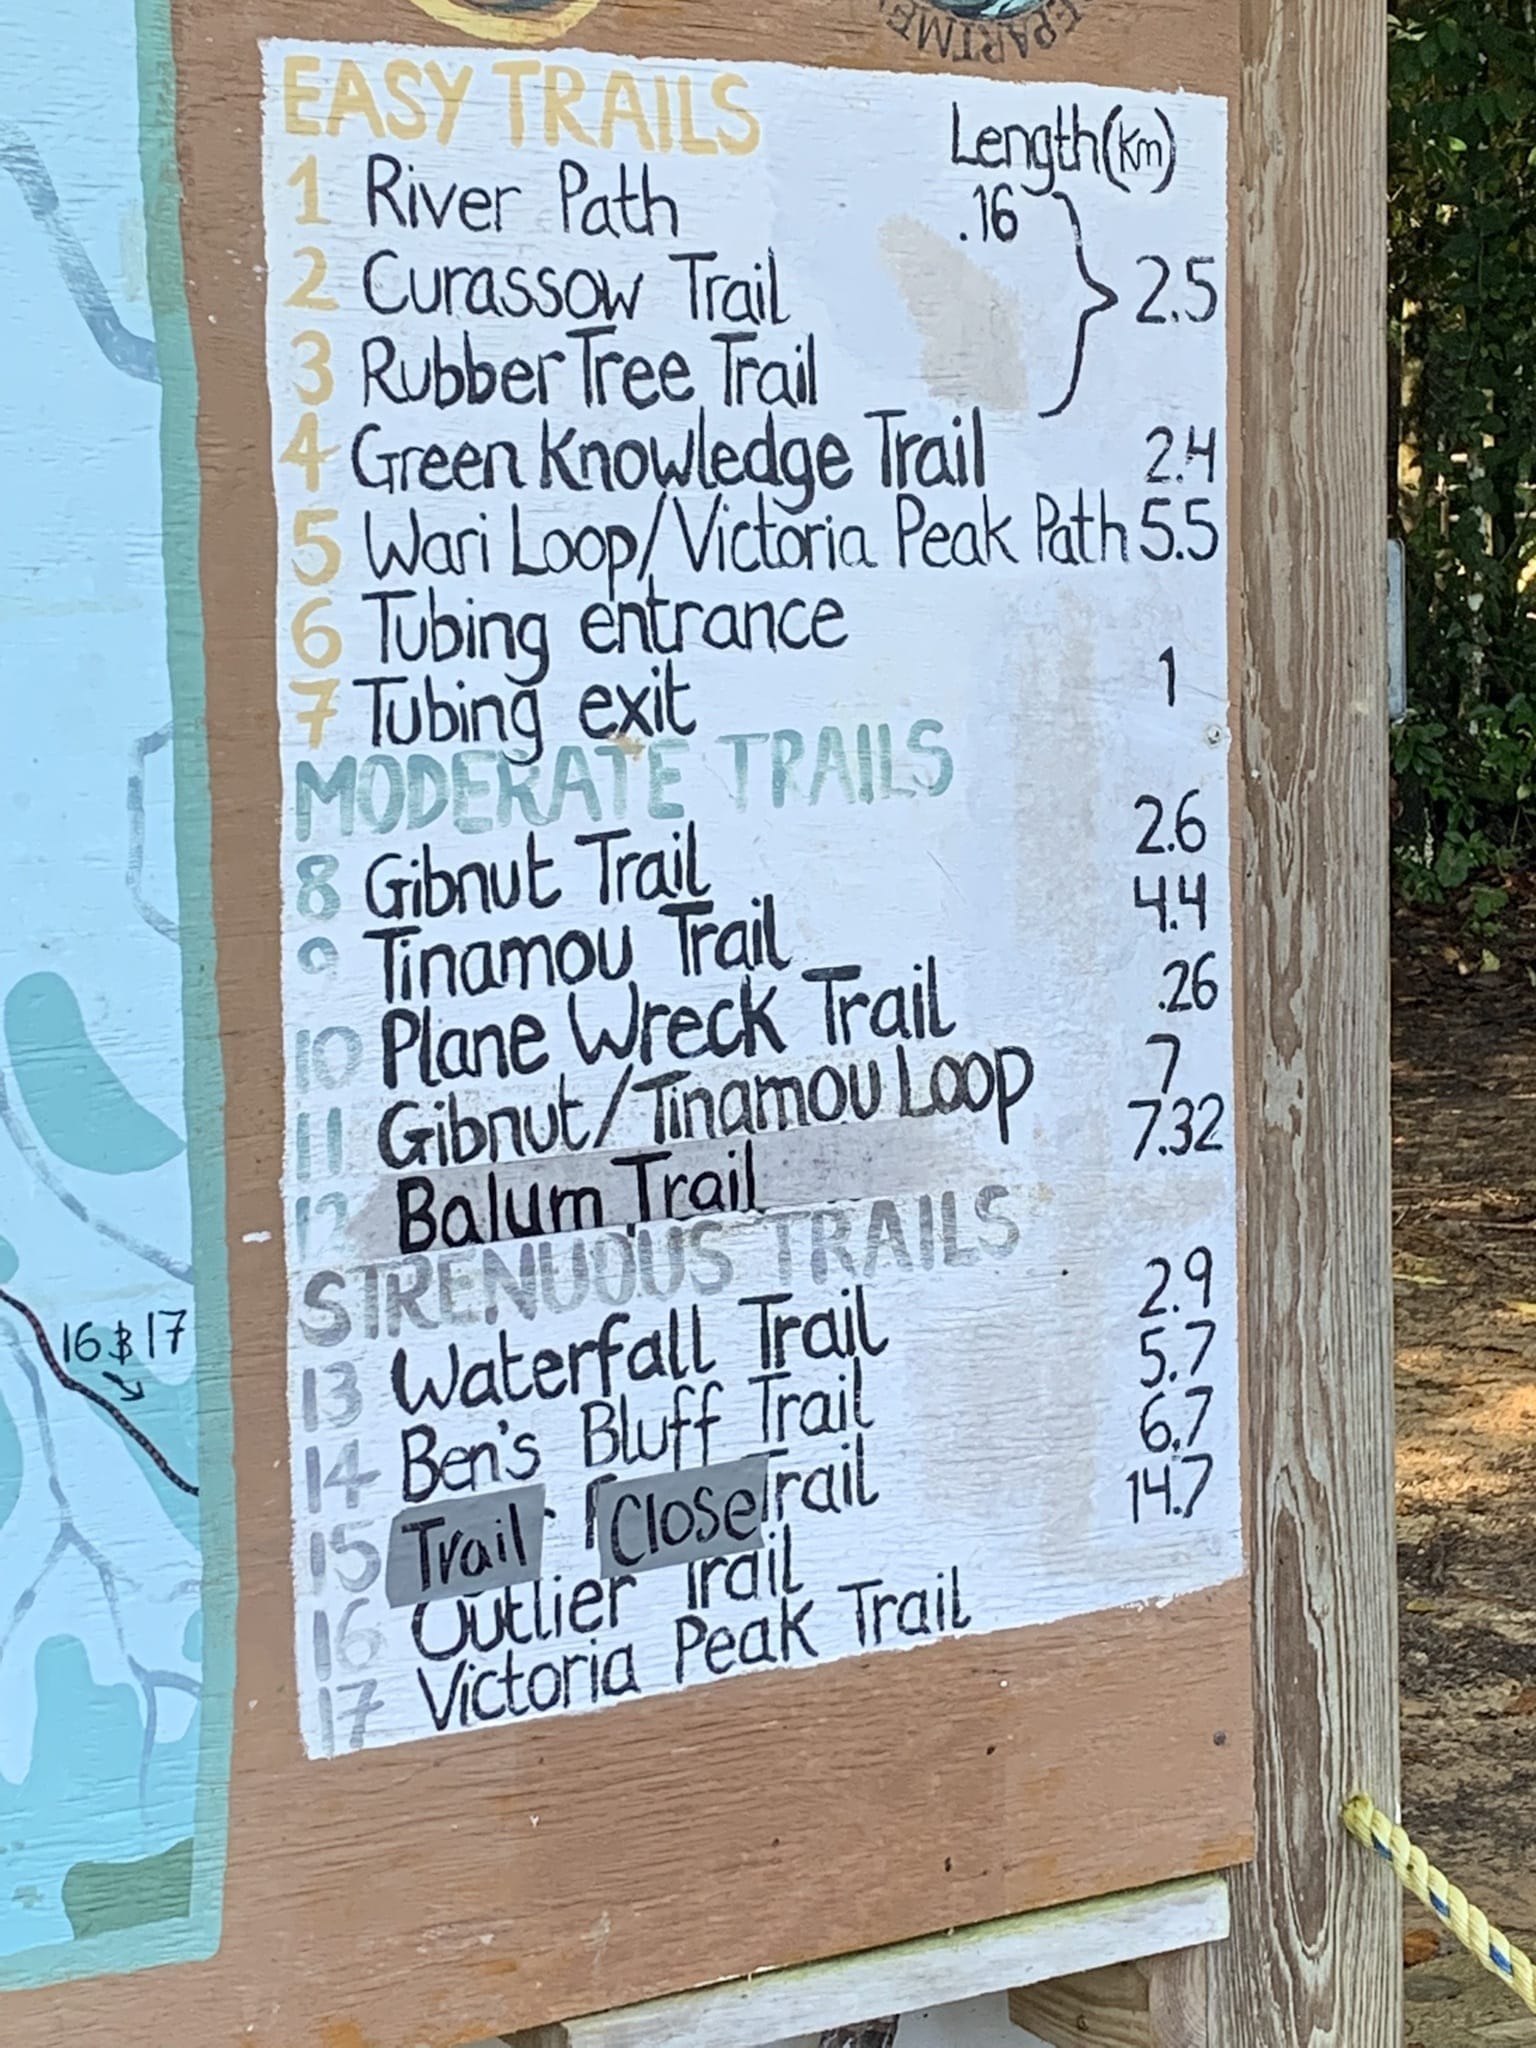 EASY TRAILS
Length(km)
1 River Path .16
2 Curassow Trail 2.5
3 Rubber Tree Trail
4 Green Knowledge Trail 2.4
5 Wari Loop/Victoria Peak Path 5.5
6 Tubing entrance
7 Tubing exit 1
MODERATE TRAILS
8 Gibnut Trail 2.6
9 Tinamou Trail 4.4
10 Plane Wreck Trail .26
11 Gibnut/Tinamou Loop 7
12 Balum Trail 7.32
STRENUOUS TRAILS
13 Waterfall Trail 2.9
14 Ben's Bluff Trail 5.7
15 Trail Close Trail 6.7
16 Outlier Trail 14.7
17 Victoria Peak Trail
16 & 17